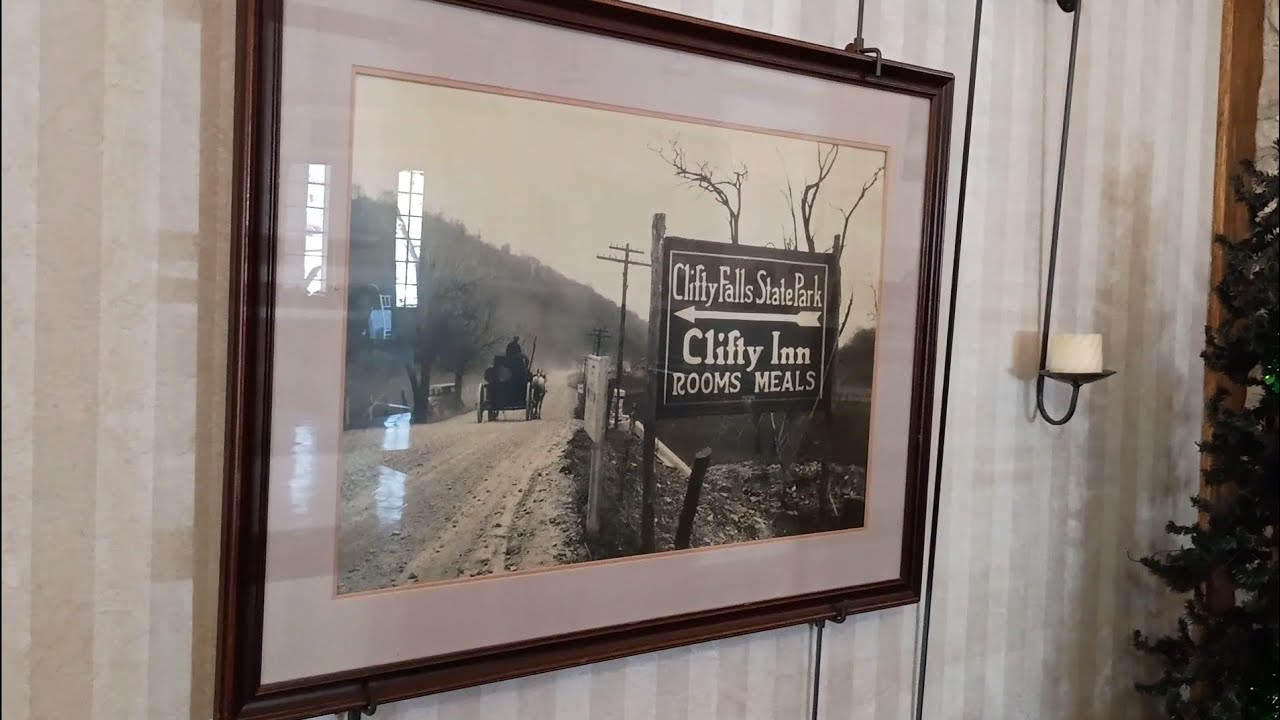 Clifty Falls State Park
Clifty Inn
ROOMS MEALS